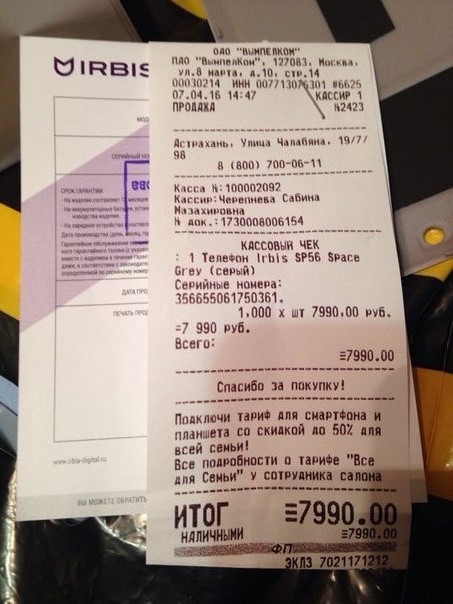 IRBIS
СРОК ГАРАНТИИ
www.irbis-digital.ru
ВЫ МОЖЕТЕ ОБРАТИТЬ
ОАО "ВЫМПЕЛКОМ"
ПАО "ВымпелКом", 127083, Москва,
ул.8 марта, д.10, стр.14
00030214 ИНН 007713076301 #6625
07.04.16 14:47 КАССИР 1
ПРОДАЖА №2423
Астрахань, Улица Чалабяна, 19/7/
98
8 (800) 700-06-11
Касса №:100002092
Кассир:Черепнева Сабина
Мазахировна
№ док.:1730008006154
КАССОВЫЙ ЧЕК
: 1 Телефон Irbis SP56 Space
Grey (серый)
Серийные номера:
356655061750361.
1,000 x шт 7990,00 руб.
=7 990 руб.
Всего:
≡7990.00
Спасибо за покупку!
Подключи тариф для смартфона и
планшета со скидкой до 50% для
всей семьи!
Все подробности о тарифе "Все
для Семьи" у сотрудника салона
ИТОГ ≡7990.00
НАЛИЧНЫМИ ≡7990.00
ФП
ЭКЛЗ 7021171212